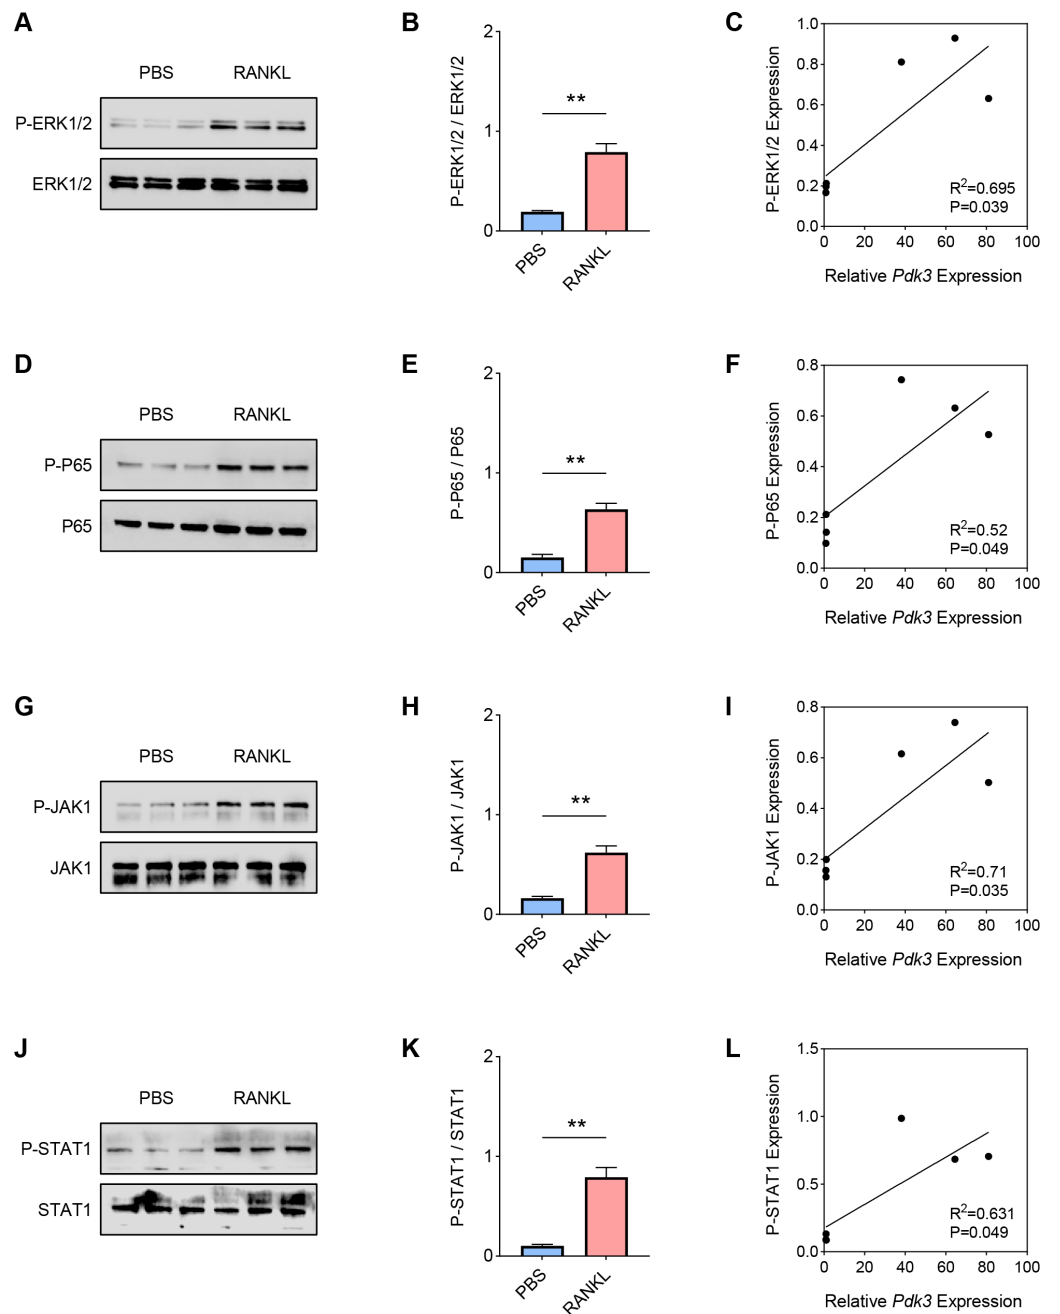 A
PBS RANKL
P-ERK1/2
ERK1/2
B
P-ERK1/2 / ERK1/2
2
1
0
**
PBS
RANKL
C
P-ERK1/2 Expression
1.0
0.8
0.6
0.4
0.2
0.0
R²=0.695
P=0.039
0 20 40 60 80 100
Relative Pdk3 Expression
D
PBS RANKL
P-P65
P65
E
P-P65 / P65
2
1
0
**
PBS
RANKL
F
P-P65 Expression
0.8
0.6
0.4
0.2
0.0
R²=0.52
P=0.049
0 20 40 60 80 100
Relative Pdk3 Expression
G
PBS RANKL
P-JAK1
JAK1
H
P-JAK1 / JAK1
2
1
0
**
PBS
RANKL
I
P-JAK1 Expression
0.8
0.6
0.4
0.2
0.0
R²=0.71
P=0.035
0 20 40 60 80 100
Relative Pdk3 Expression
J
PBS RANKL
P-STAT1
STAT1
K
P-STAT1 / STAT1
2
1
0
**
PBS
RANKL
L
P-STAT1 Expression
1.5
1.0
0.5
0.0
R²=0.631
P=0.049
0 20 40 60 80 100
Relative Pdk3 Expression